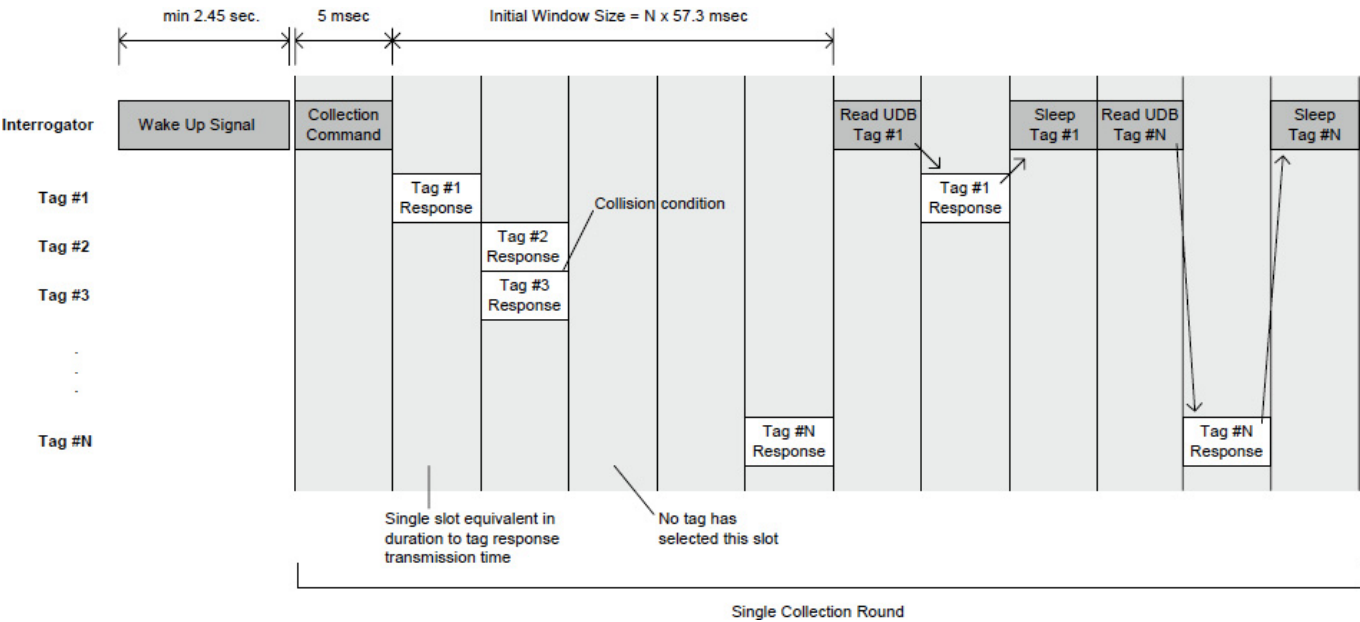 min 2.45 sec.
5 msec
Initial Window Size = N x 57.3 msec
Interrogator
Wake Up Signal
Collection
Command
Read UDB
Tag #1
Sleep
Tag #1
Read UDB
Tag #N
Sleep
Tag #N
Tag #1
Tag #1
Response
Collision condition
Tag #1
Response
Tag #2
Tag #2
Response
Tag #3
Tag #3
Response
.
.
.
Tag #N
Tag #N
Response
Tag #N
Response
Single slot equivalent in
duration to tag response
transmission time
No tag has
selected this slot
Single Collection Round